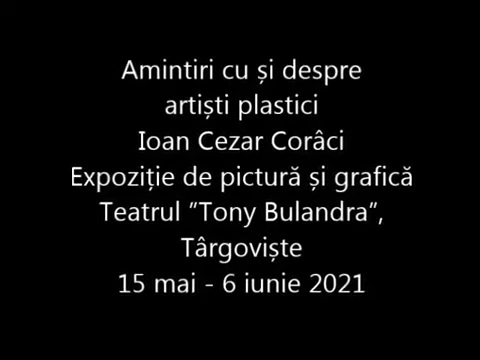 Amintiri cu și despre
artiști plastici
Ioan Cezar Corâci
Expoziție de pictură și grafică
Teatrul ”Tony Bulandra”,
Târgoviște
15 mai - 6 iunie 2021